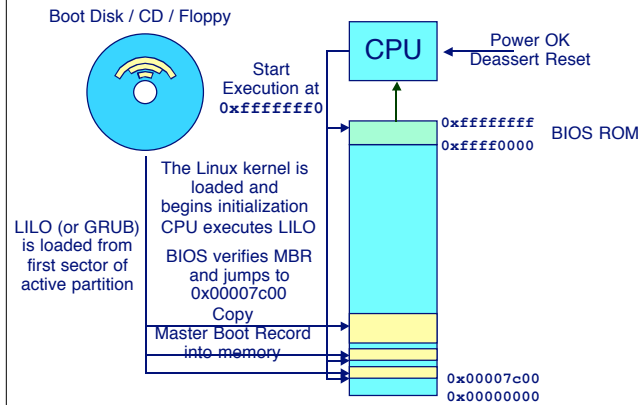 Boot Disk / CD / Floppy
CPU
Power OK
Deassert Reset
Start
Execution at
0xfffffff0
0xffffffff
BIOS ROM
0xffff0000
The Linux kernel is
loaded and
begins initialization
CPU executes LILO
LILO (or GRUB)
is loaded from
first sector of
active partition
BIOS verifies MBR
and jumps to
0x00007c00
Copy
Master Boot Record
into memory
0x00007c00
0x00000000